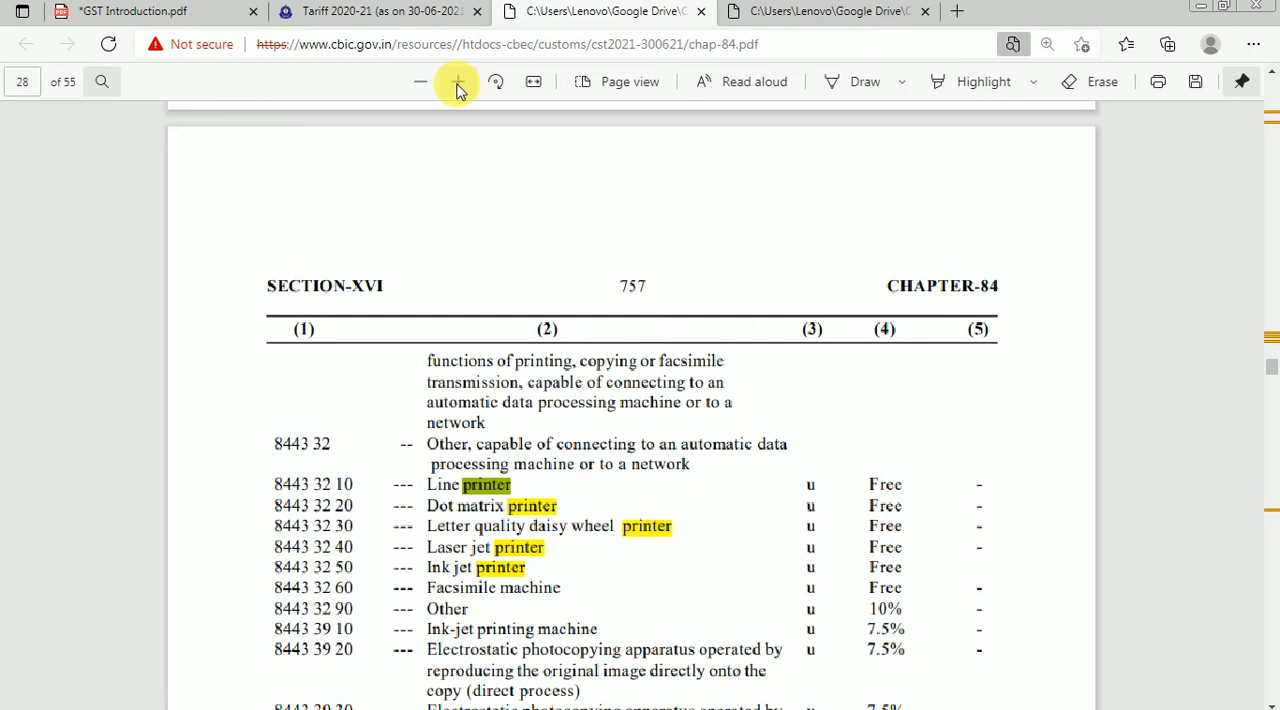 *GST Introduction.pdf
Tariff 2020-21 (as on 30-06-2021
C:\Users\Lenovo\Google Drive\C
C:\Users\Lenovo\Google Drive\C
Not secure
https://www.cbic.gov.in/resources//htdocs-cbec/customs/cst2021-300621/chap-84.pdf
28 of 55
Page view
Read aloud
Draw
Highlight
Erase
SECTION-XVI 757 CHAPTER-84
(1) (2) (3) (4) (5)
functions of printing, copying or facsimile
transmission, capable of connecting to an
automatic data processing machine or to a
network
8443 32 -- Other, capable of connecting to an automatic data
processing machine or to a network
8443 32 10 --- Line printer u Free -
8443 32 20 --- Dot matrix printer u Free -
8443 32 30 --- Letter quality daisy wheel printer u Free -
8443 32 40 --- Laser jet printer u Free -
8443 32 50 --- Ink jet printer u Free
8443 32 60 --- Facsimile machine u Free -
8443 32 90 --- Other u 10% -
8443 39 10 --- Ink-jet printing machine u 7.5% -
8443 39 20 --- Electrostatic photocopying apparatus operated by u 7.5% -
reproducing the original image directly onto the
copy (direct process)